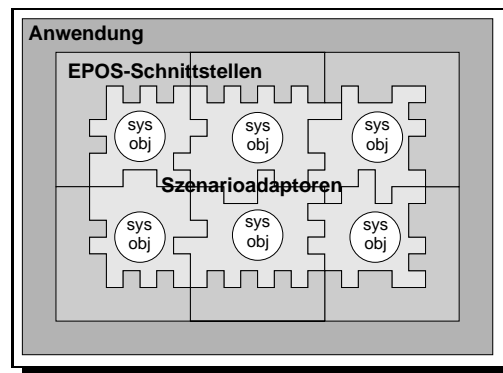 Anwendung
EPOS-Schnittstellen
sys
obj
sys
obj
sys
obj
Szenarioadaptoren
sys
obj
sys
obj
sys
obj